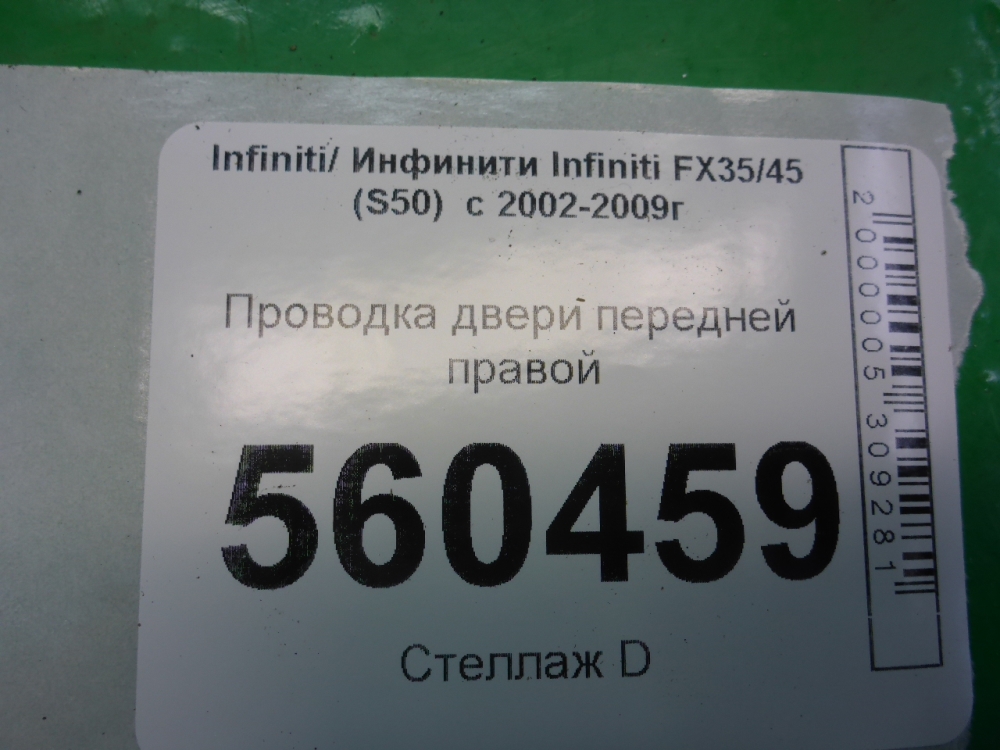 Infiniti/ Инфинити Infiniti FX35/45
(S50) с 2002-2009г
Проводка двери передней
правой
560459
Стеллаж D
2000005309281